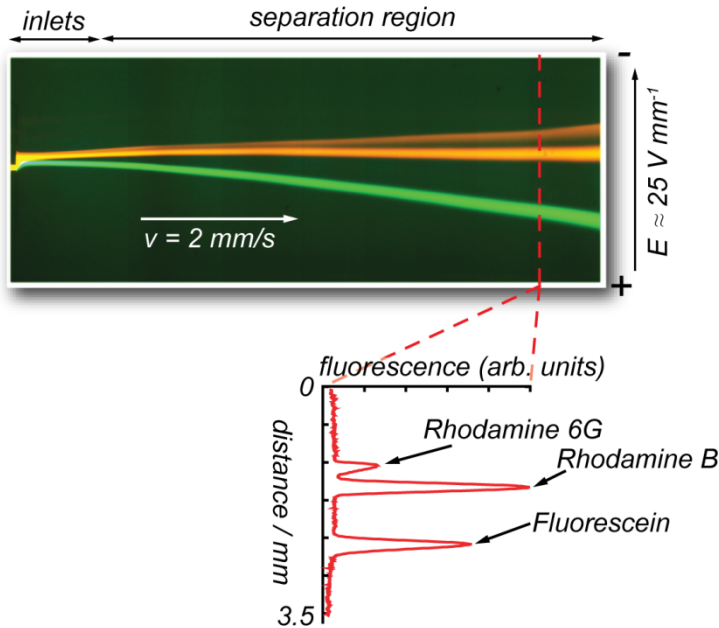 inlets
separation region
-
v = 2 mm/s
E ≈ 25 V mm⁻¹
+
fluorescence (arb. units)
0
Rhodamine 6G
Rhodamine B
Fluorescein
distance / mm
3.5